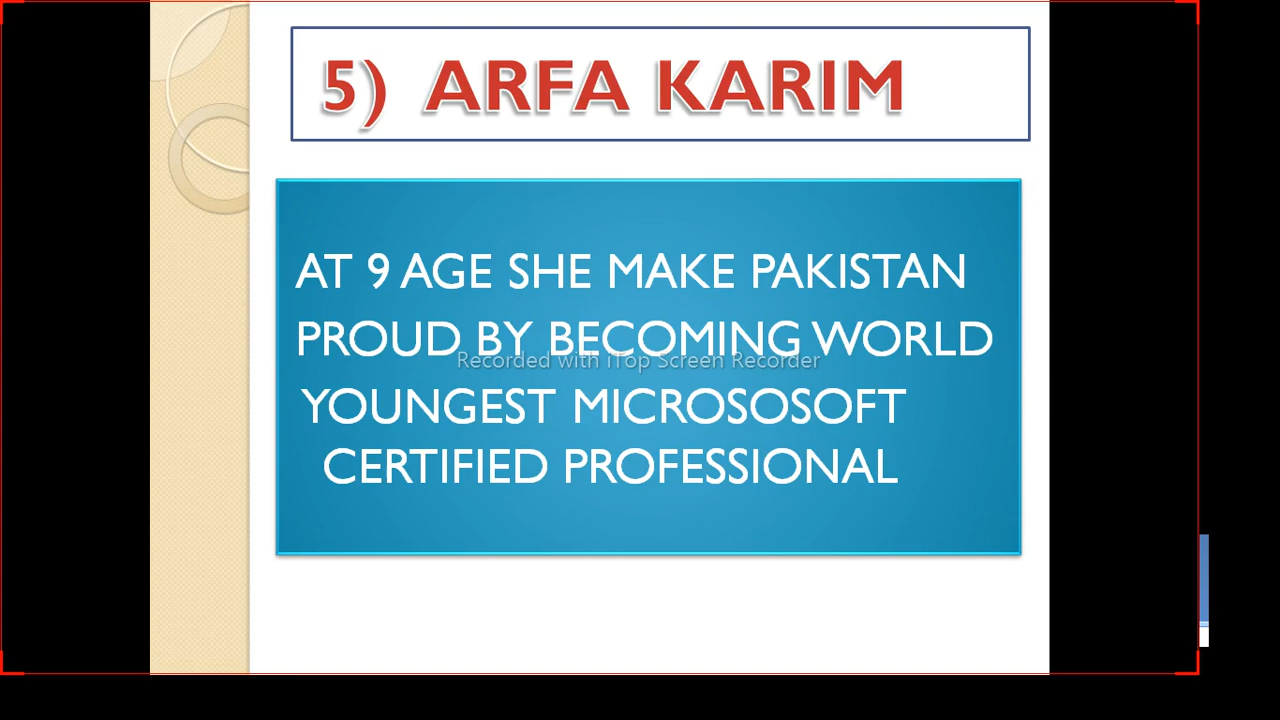 5) ARFA KARIM
AT 9 AGE SHE MAKE PAKISTAN
PROUD BY BECOMING WORLD
Recorded with iTop Screen Recorder
YOUNGEST MICROSOSOFT
CERTIFIED PROFESSIONAL